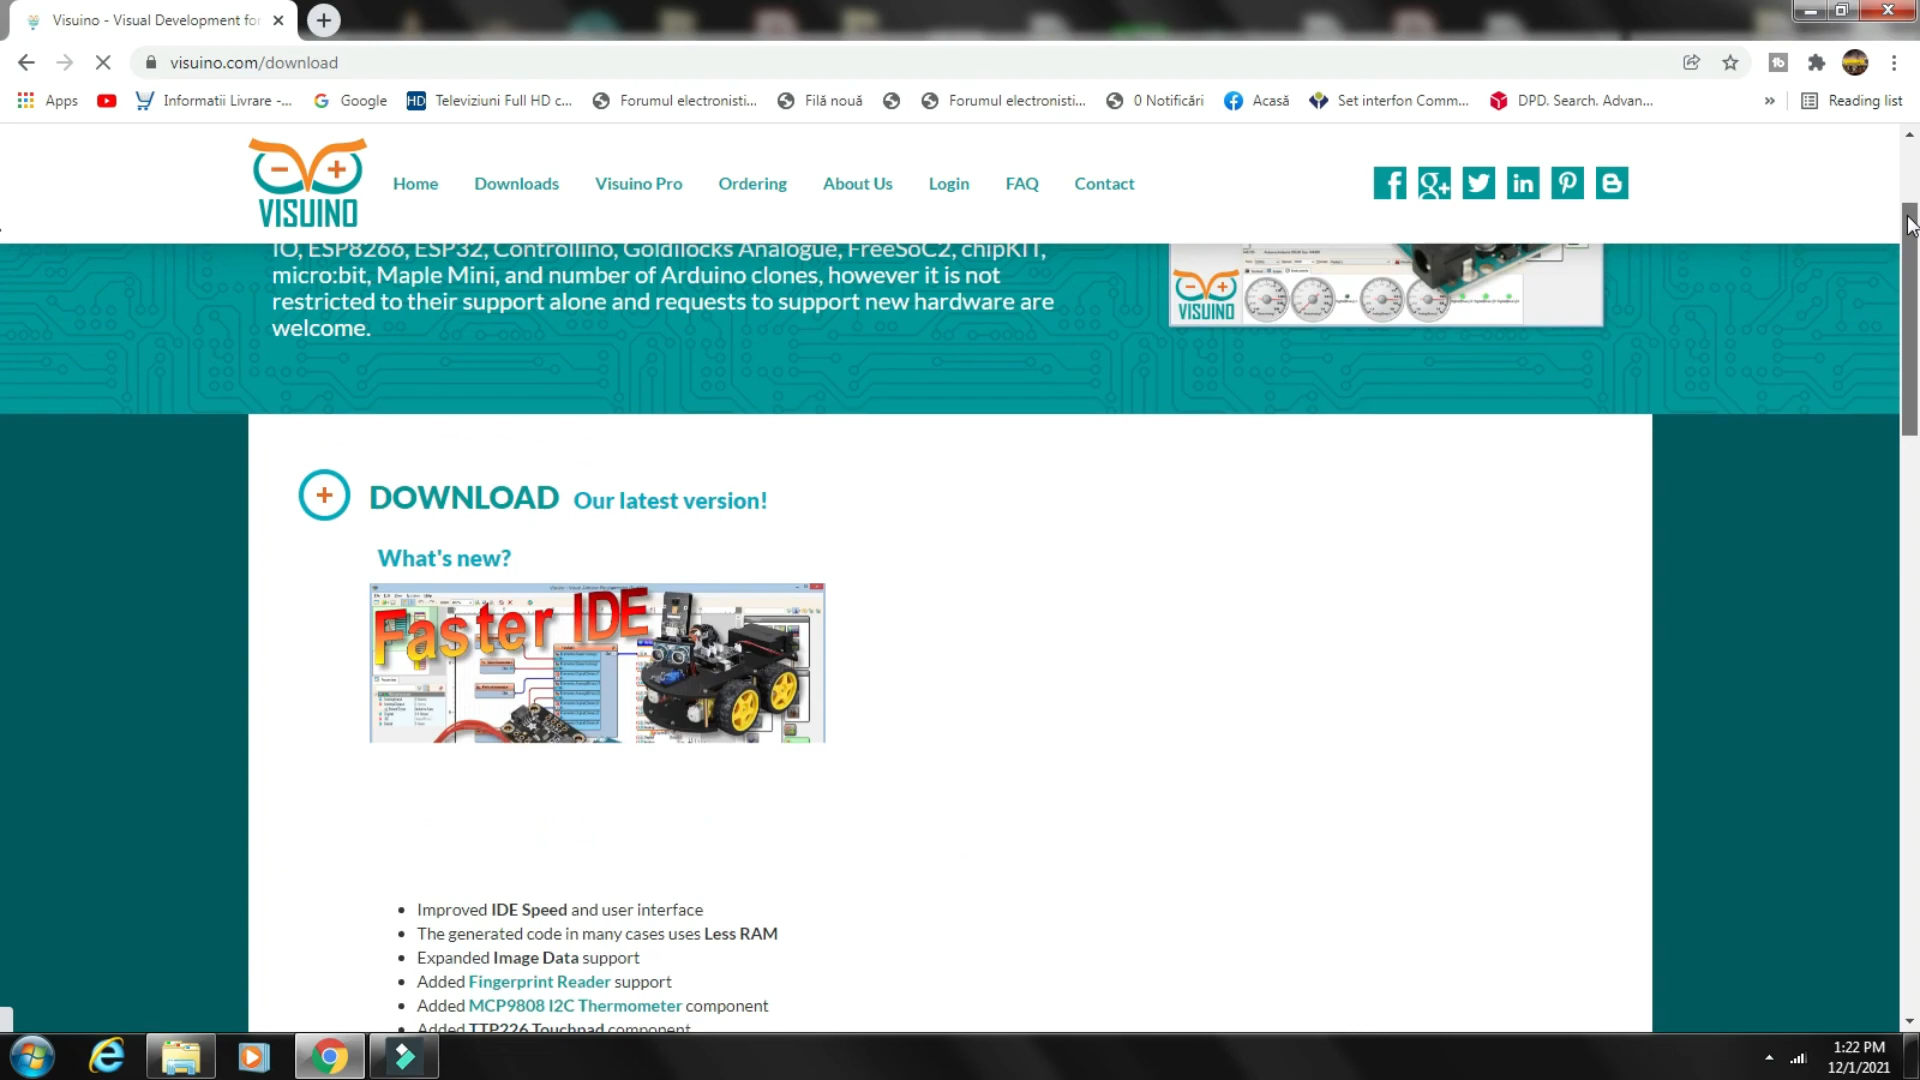 Visuino - Visual Development for
visuino.com/download
Apps
Informatii Livrare -...
Google
HD
Televiziuni Full HD c...
Forumul electronisti...
Filă nouă
Forumul electronisti...
0 Notificări
Acasă
Set interfon Comm...
DPD. Search. Advan...
»
Reading list
VISUINO
Home
Downloads
Visuino Pro
Ordering
About Us
Login
FAQ
Contact
IO, ESP8266, ESP32, Controllino, Goldilocks Analogue, FreeSoC2, chipKIT,
micro:bit, Maple Mini, and number of Arduino clones, however it is not
restricted to their support alone and requests to support new hardware are
welcome.
VISUINO
DOWNLOAD Our latest version!
What's new?
Faster IDE
• Improved IDE Speed and user interface
• The generated code in many cases uses Less RAM
• Expanded Image Data support
• Added Fingerprint Reader support
• Added MCP9808 I2C Thermometer component
• Added TTP226 Touchpad component
1:22 PM
12/1/2021